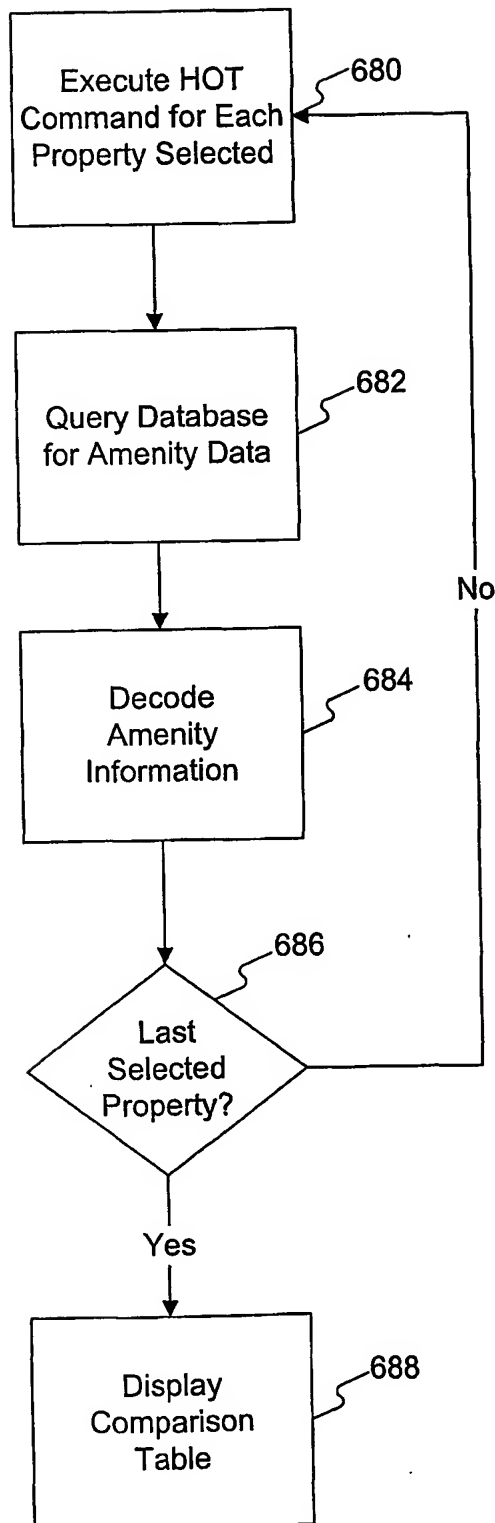 Execute HOT
Command for Each
Property Selected
680
Query Database
for Amenity Data
682
Decode
Amenity
Information
684
No
Last
Selected
Property?
686
Yes
Display
Comparison
Table
688